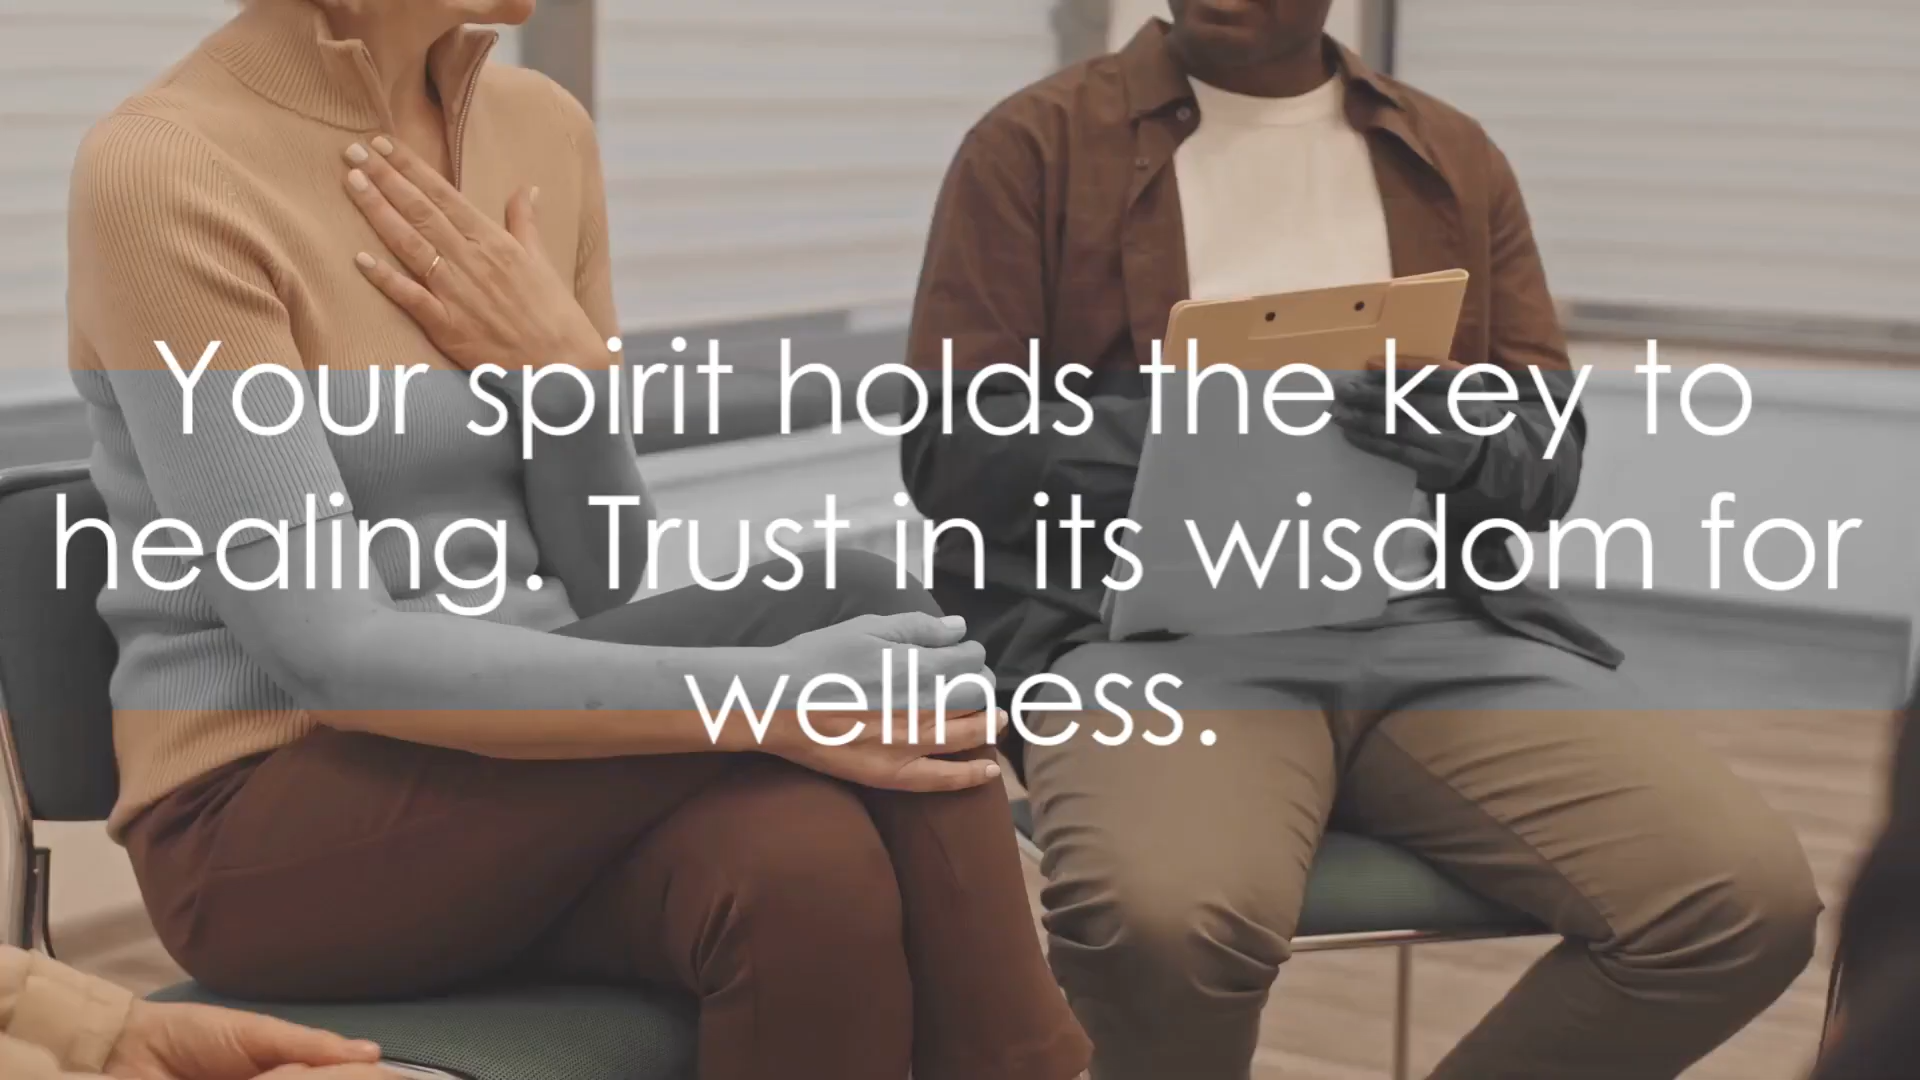 Your spirit holds the key to
healing. Trust in its wisdom for
wellness.